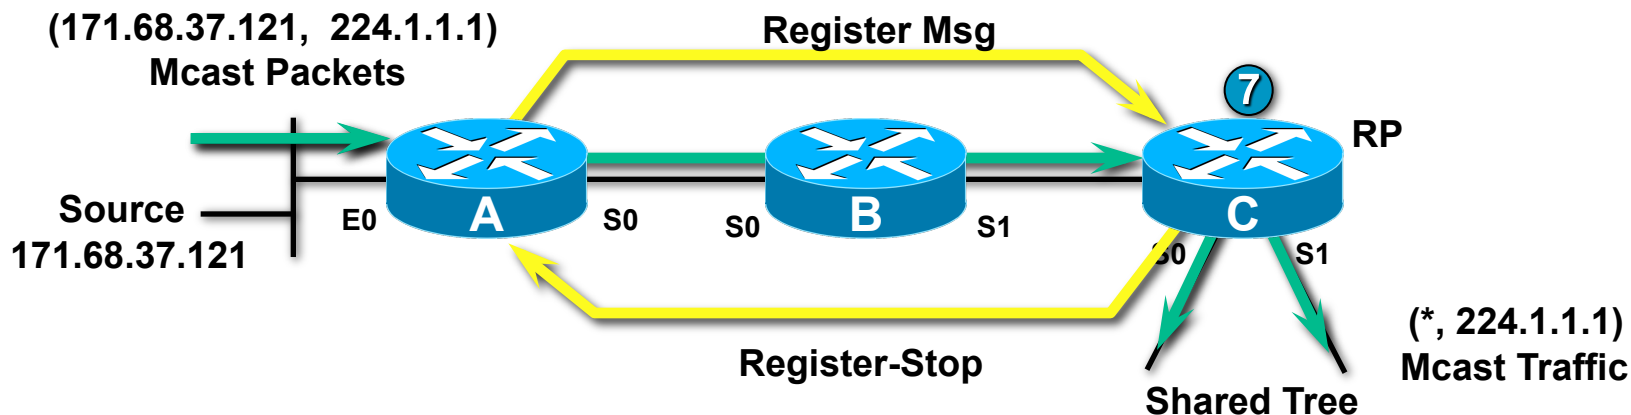 (171.68.37.121,  224.1.1.1)
Mcast Packets
Register Msg
7
RP
Source
171.68.37.121
E0
A
S0
S0
B
S1
C
S0
S1
Register-Stop
(*, 224.1.1.1)
Mcast Traffic
Shared Tree